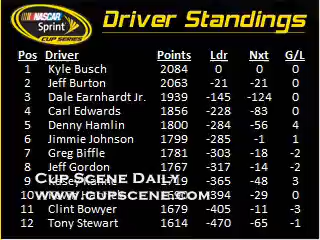 NASCAR
Sprint
CUP SERIES
Driver Standings
Pos Driver Points Ldr Nxt G/L
1 Kyle Busch 2084 0 0 0
2 Jeff Burton 2063 -21 -21 0
3 Dale Earnhardt Jr. 1939 -145 -124 0
4 Carl Edwards 1856 -228 -83 0
5 Denny Hamlin 1800 -284 -56 4
6 Jimmie Johnson 1799 -285 -1 1
7 Greg Biffle 1781 -303 -18 -2
8 Jeff Gordon 1767 -317 -14 -2
9 Kasey Kahne 1719 -365 -48 3
Cup Scene Daily
10 -394 -29 0
www.cupscene.com
11 Clint Bowyer 1679 -405 -11 -3
12 Tony Stewart 1614 -470 -65 -1